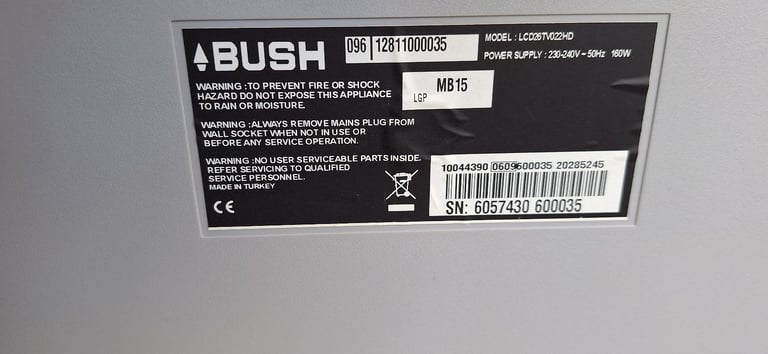 BUSH
096 12811000035
MODEL : LCD26TV022HD
POWER SUPPLY : 230-240V ~ 50Hz 160W
WARNING :TO PREVENT FIRE OR SHOCK
HAZARD DO NOT EXPOSE THIS APPLIANCE
TO RAIN OR MOISTURE.
MB15
LGP
WARNING :ALWAYS REMOVE MAINS PLUG FROM
WALL SOCKET WHEN NOT IN USE OR
BEFORE ANY SERVICE OPERATION.
WARNING :NO USER SERVICEABLE PARTS INSIDE.
REFER SERVICING TO QUALIFIED
SERVICE PERSONNEL.
MADE IN TURKEY
CE
10044390 0609600035 20285245
SN: 6057430 600035